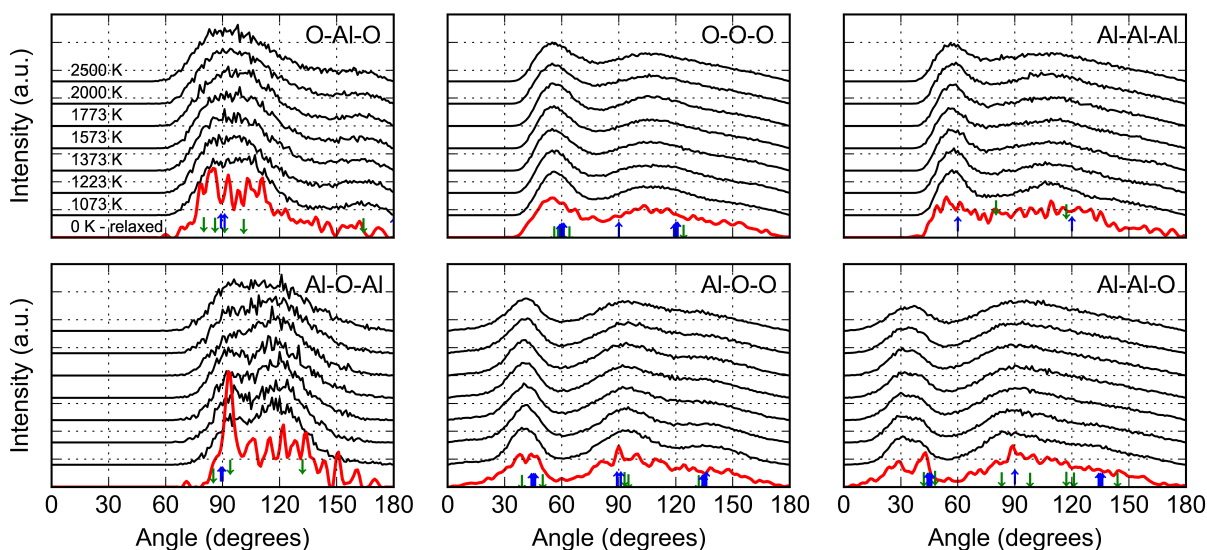 Intensity (a.u.)
O-Al-O
2500 K
2000 K
1773 K
1573 K
1373 K
1223 K
1073 K
0 K - relaxed
O-O-O
Al-Al-Al
Intensity (a.u.)
Al-O-Al
Al-O-O
Al-Al-O
0 30 60 90 120 150 180
0 30 60 90 120 150 180
0 30 60 90 120 150 180
Angle (degrees)
Angle (degrees)
Angle (degrees)